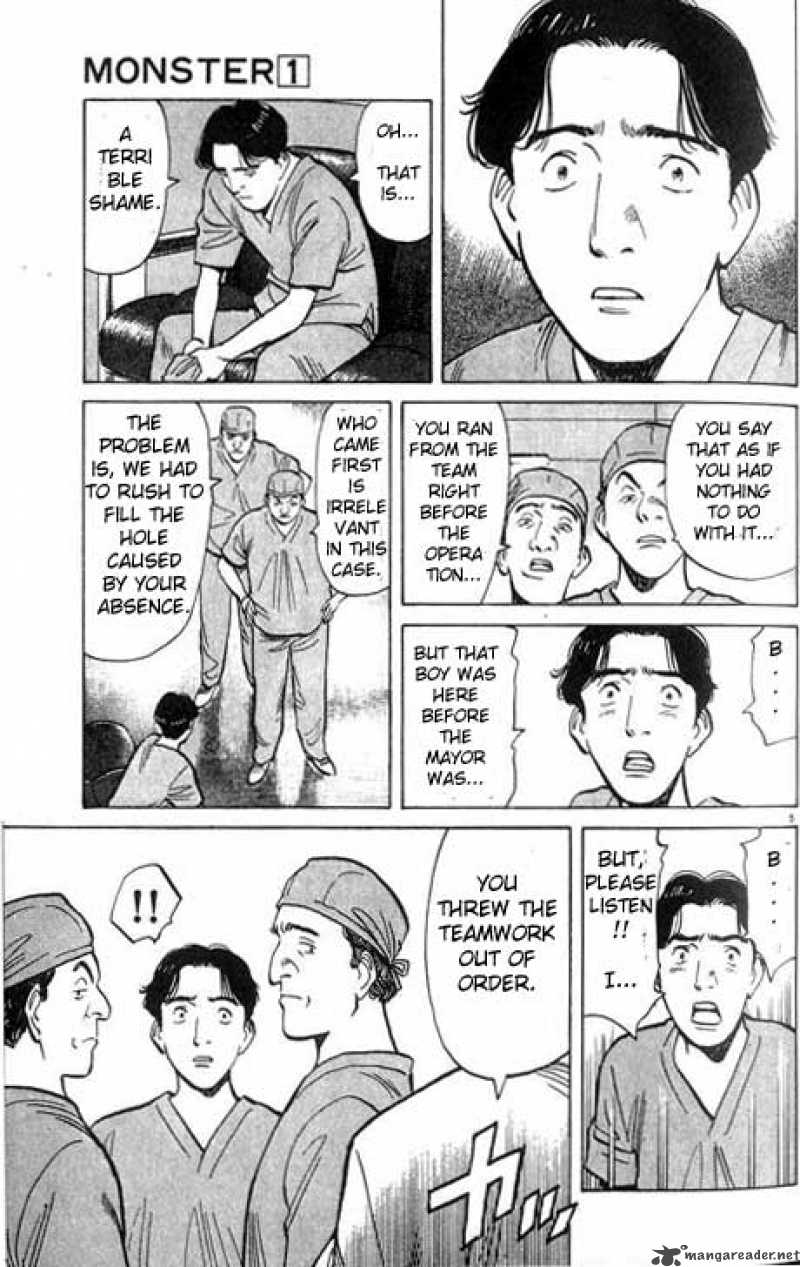 MONSTER 1
OH...
THAT
IS...
A
TERRI
BLE
SHAME.
YOU SAY
THAT AS IF
YOU HAD
NOTHING
TO DO
WITH IT...
YOU RAN
FROM THE
TEAM
RIGHT
BEFORE
THE
OPERA
TION...
WHO
CAME
FIRST
IS
IRRELE
VANT
IN THIS
CASE.
THE
PROBLEM
IS, WE HAD
TO RUSH TO
FILL THE
HOLE
CAUSED
BY YOUR
ABSENCE.
B
...
BUT THAT
BOY WAS
HERE
BEFORE
THE
MAYOR
WAS...
5
B
...
BUT,
PLEASE
LISTEN
!!
I...
YOU
THREW THE
TEAMWORK
OUT OF
ORDER.
!!
カッ
mangareader.net